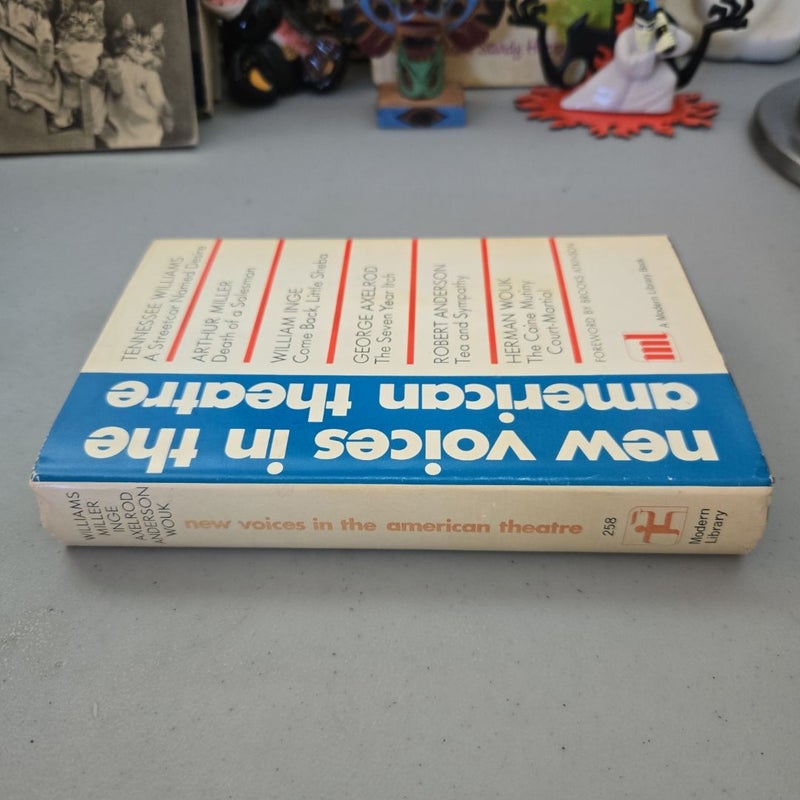 new voices in the
american theatre
TENNESSEE WILLIAMS
A Streetcar Named Desire
ARTHUR MILLER
Death of a Salesman
WILLIAM INGE
Come Back, Little Sheba
GEORGE AXELROD
The Seven Year Itch
ROBERT ANDERSON
Tea and Sympathy
HERMAN WOUK
The Caine Mutiny
Court-Martial
FOREWORD BY BROOKS ATKINSON
ml
A Modern Library Book
WILLIAMS
MILLER
INGE
AXELROD
ANDERSON
WOUK
new voices in the american theatre
258
Modern
Library